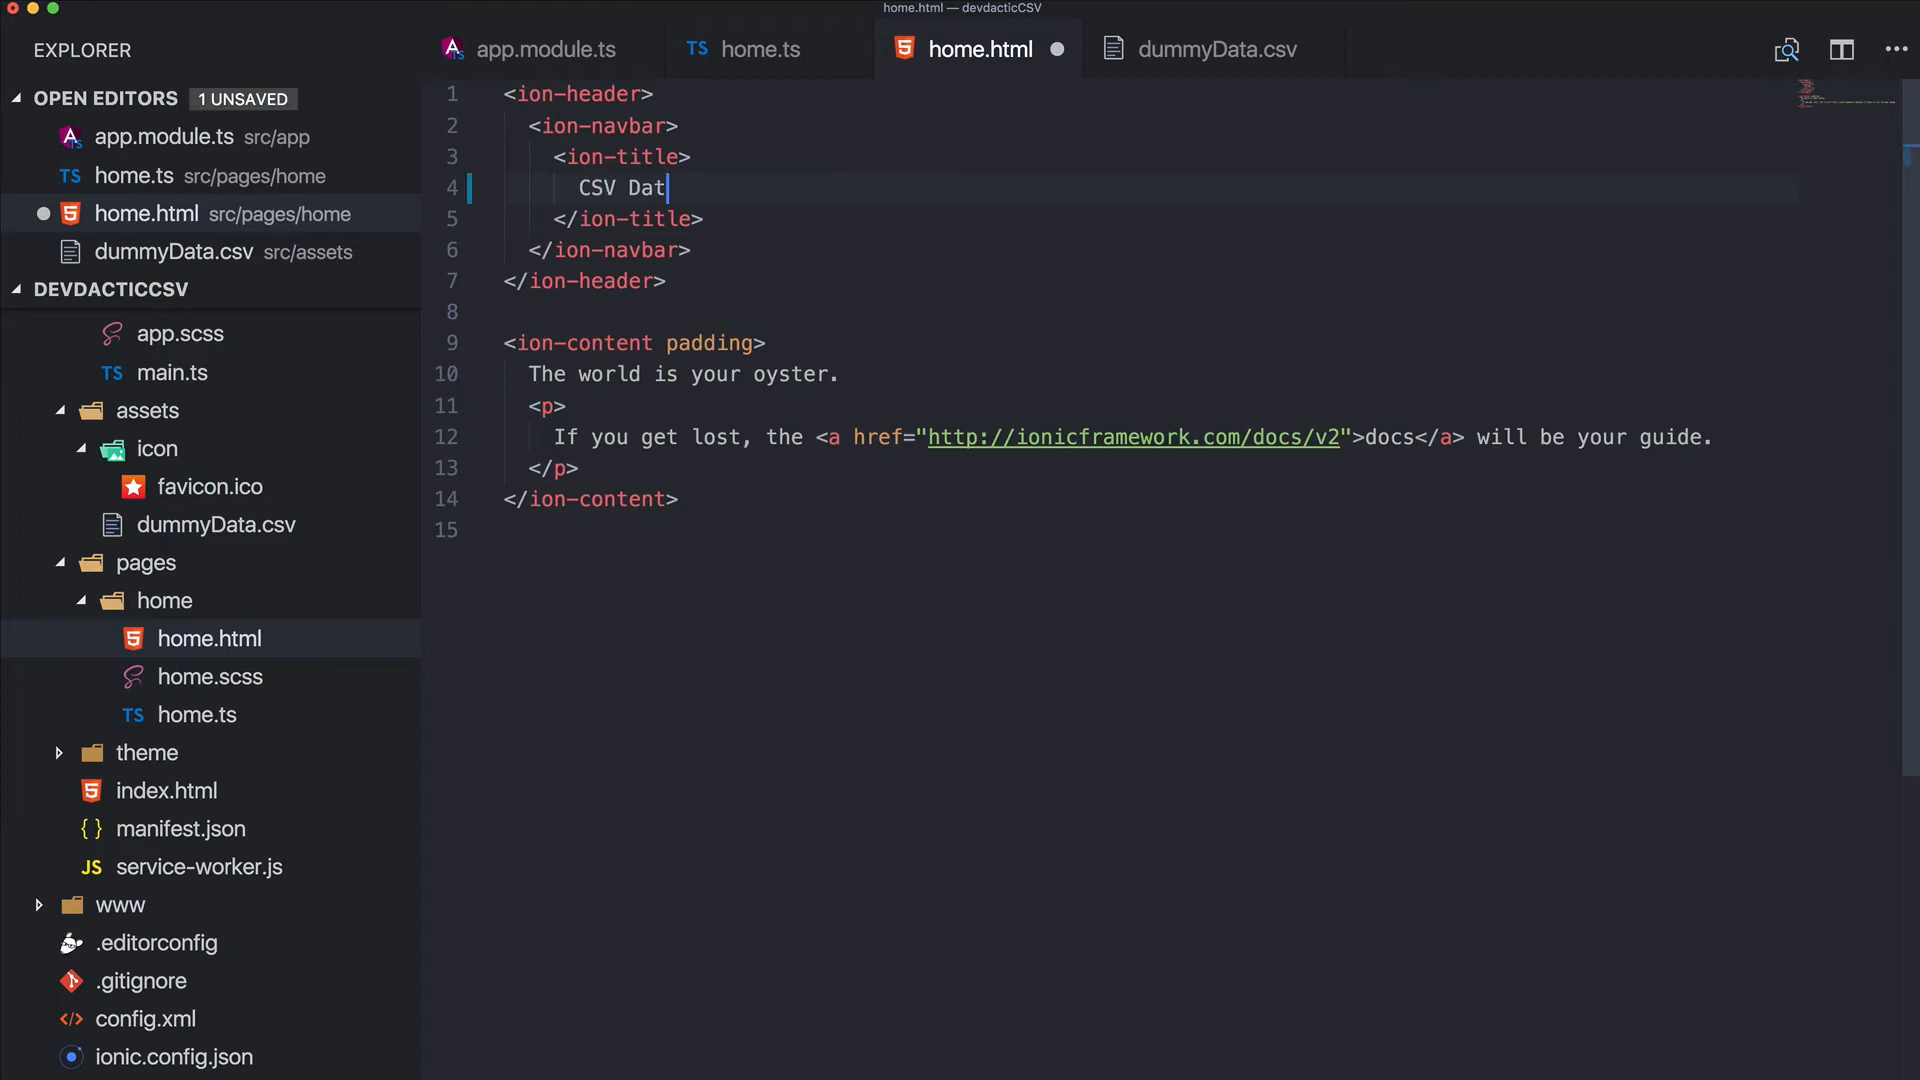 home.html — devdacticCSV
EXPLORER
OPEN EDITORS 1 UNSAVED
app.module.ts src/app
TS home.ts src/pages/home
home.html src/pages/home
dummyData.csv src/assets
DEVDACTICCSV
app.scss
TS main.ts
assets
icon
favicon.ico
dummyData.csv
pages
home
home.html
home.scss
TS home.ts
theme
index.html
{ } manifest.json
JS service-worker.js
www
.editorconfig
.gitignore
config.xml
ionic.config.json
app.module.ts
TS home.ts
home.html
dummyData.csv
1 <ion-header>
2 <ion-navbar>
3 <ion-title>
4 CSV Dat
5 </ion-title>
6 </ion-navbar>
7 </ion-header>
8
9 <ion-content padding>
10 The world is your oyster.
11 <p>
12 If you get lost, the <a href="http://ionicframework.com/docs/v2">docs</a> will be your guide.
13 </p>
14 </ion-content>
15